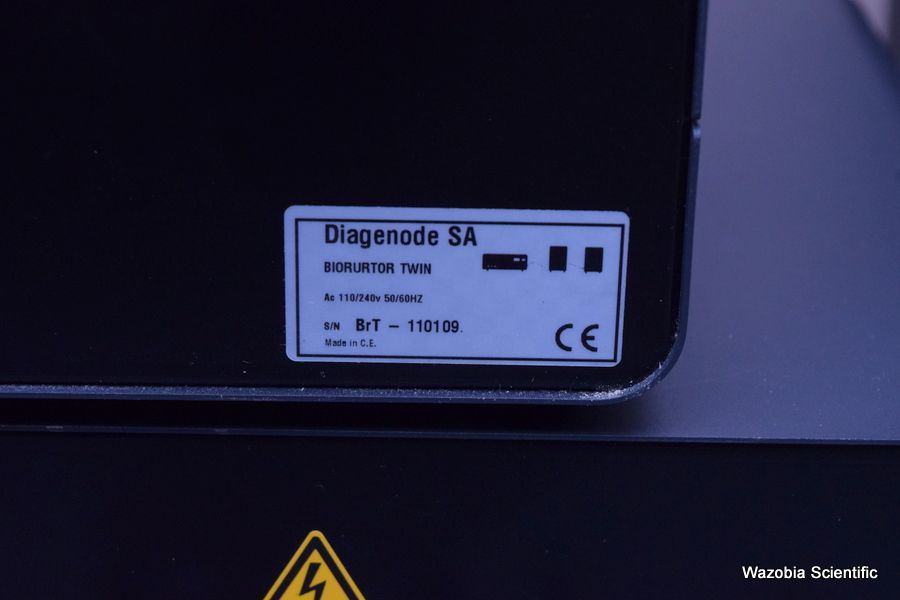 Diagenode SA
BIORURTOR TWIN
Ac 110/240v 50/60HZ
S/N BrT – 110109.
Made in C.E.
CE
Wazobia Scientific